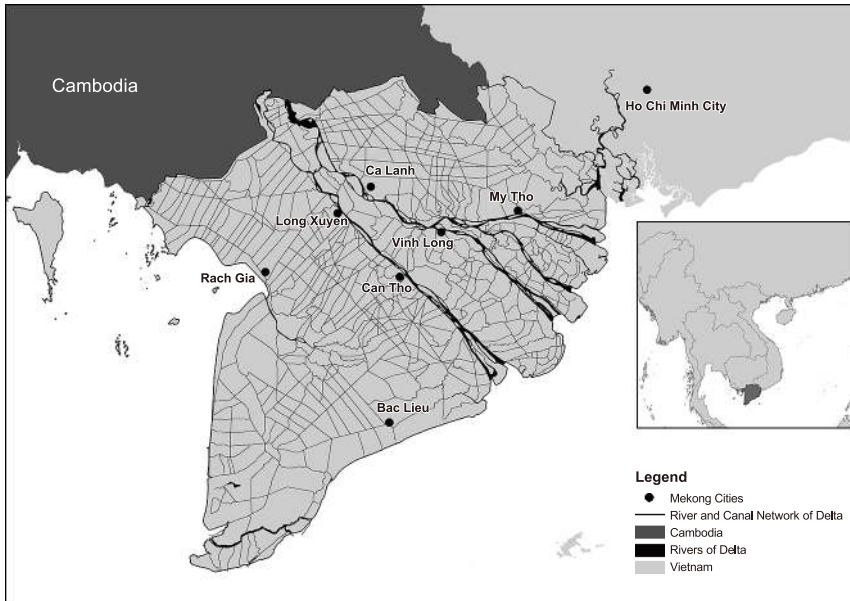 Cambodia
Ho Chi Minh City
Ca Lanh
My Tho
Long Xuyen
Vinh Long
Rach Gia
Can Tho
Bac Lieu
Legend
Mekong Cities
River and Canal Network of Delta
Cambodia
Rivers of Delta
Vietnam